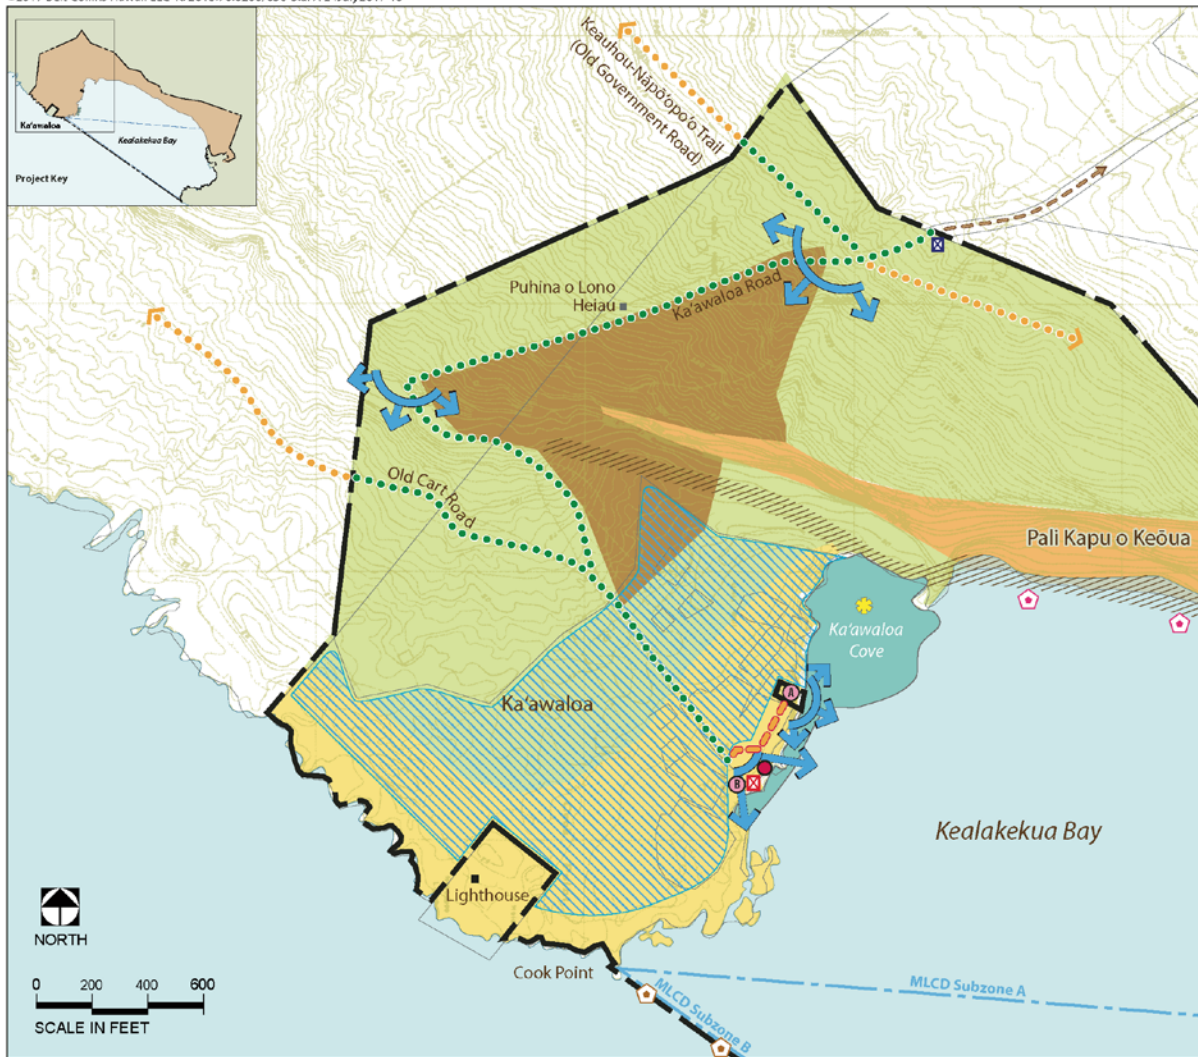 Ka'awaloa
Kealakekua Bay
Project Key
Keauhou-Nāpō'opo'o Trail
(Old Government Road)
Puhina o Lono
Heiau
Ka'awaloa Road
Old Cart Road
Pali Kapu o Keōua
Ka'awaloa
Cove
Ka'awaloa
A
B
Kealakekua Bay
Lighthouse
NORTH
Cook Point
MLCD Subzone A
MLCD Subzone B
0 200 400 600
SCALE IN FEET